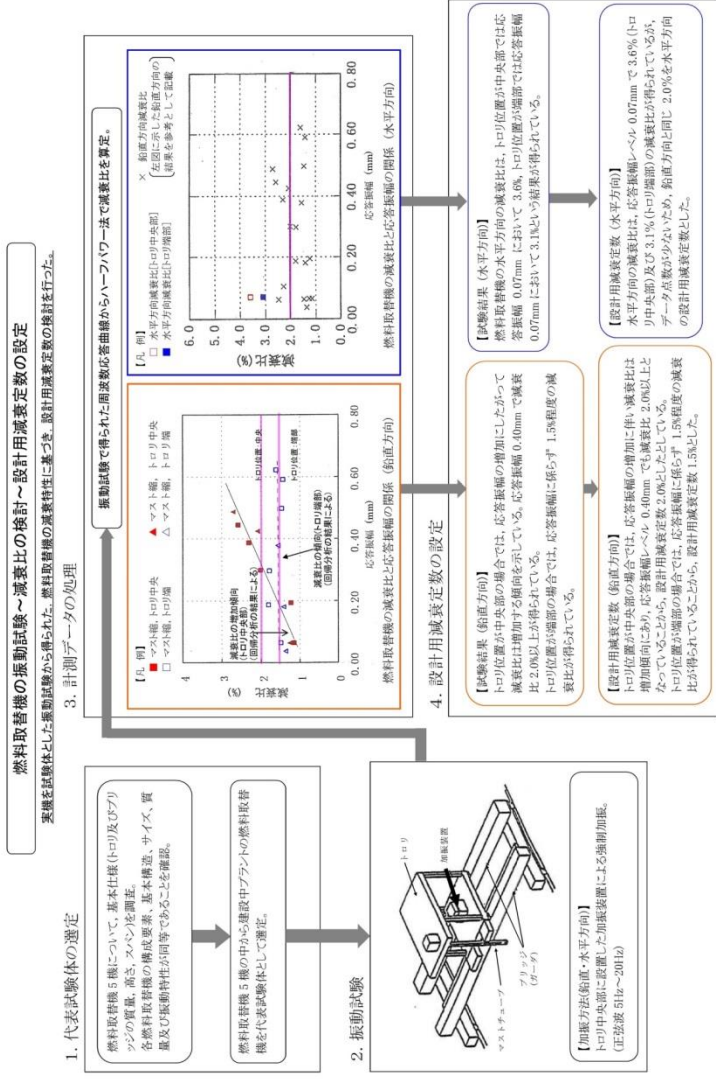 燃料取替機の振動試験～減衰比の検討～設計用減衰定数の設定
実機を試験体とした振動試験から得られた、燃料取替機の減衰特性に基づき、設計用減衰定数の検討を行った。
1. 代表試験体の選定
燃料取替機 5 機について, 基本仕様(トロリ及びブリ
ッジの質量, 高さ, スパン)を調査。
各燃料取替機の構成要素、基本構造、サイズ、質
量及び振動特性が同等であることを確認。
燃料取替機 5 機の中から建設中プラントの燃料取替
機を代表試験体として選定。
2. 振動試験
トロリ
加振装置
マストチューブ
ブリッジ
(ガーダ)
【加振方法(鉛直・水平方向)】
トロリ中央部に設置した加振装置による強制加振。
(正弦波 5Hz～20Hz)
3. 計測データの処理
振動試験で得られた周波数応答曲線からハーフパワー法で減衰比を算定。
【凡 例】
■ マスト縮, トロリ中央
▲ マスト縮, トロリ中央
□ マスト縮, トロリ端
△ マスト縮, トロリ端
減衰比(%)
4
3
2
1
0
減衰比の増加傾向
(トロリ中央部)
(回帰分析の結果による)
トロリ位置:中央
トロリ位置:端部
減衰比の傾向(トロリ端部)
(回帰分析の結果による)
0.00 0.20 0.40 0.60 0.80
応答振幅 (mm)
燃料取替機の減衰比と応答振幅の関係 (鉛直方向)
【凡 例】
□ 水平方向減衰比[トロリ中央部]
■ 水平方向減衰比[トロリ端部]
× 鉛直方向減衰比
左図に示した鉛直方向の
結果を参考として記載
減衰比(%)
6.0
5.0
4.0
3.0
2.0
1.0
0.0
0.00 0.20 0.40 0.60 0.80
応答振幅 (mm)
燃料取替機の減衰比と応答振幅の関係 (水平方向)
4. 設計用減衰定数の設定
【試験結果 (鉛直方向)】
トロリ位置が中央部の場合では、応答振幅の増加にしたがって
減衰比は増加する傾向を示している。応答振幅 0.40mm で減衰
比 2.0%以上が得られている。
トロリ位置が端部の場合では、応答振幅に係らず 1.5%程度の減
衰比が得られている。
【設計用減衰定数 (鉛直方向)】
トロリ位置が中央部の場合では、応答振幅の増加に伴い減衰比は
増加傾向にあり, 応答振幅レベル 0.40mm でも減衰比 2.0%以上と
なっていることから、設計用減衰定数 2.0%としたとしている。
トロリ位置が端部の場合では、応答振幅に係らず 1.5%程度の減衰
比が得られていることから、設計用減衰定数 1.5%とした。
【試験結果 (水平方向)】
燃料取替機の水平方向の減衰比は、トロリ位置が中央部では応
答振幅 0.07mm において 3.6%, トロリ位置が端部では応答振幅
0.07mm において 3.1%という結果が得られている。
【設計用減衰定数 (水平方向)】
水平方向の減衰比は、応答振幅レベル 0.07mm で 3.6%(トロ
リ中央部)及び 3.1%(トロリ端部)の減衰比が得られているが,
データ点数が少ないため, 鉛直方向と同じ 2.0%を水平方向
の設計用減衰定数とした。